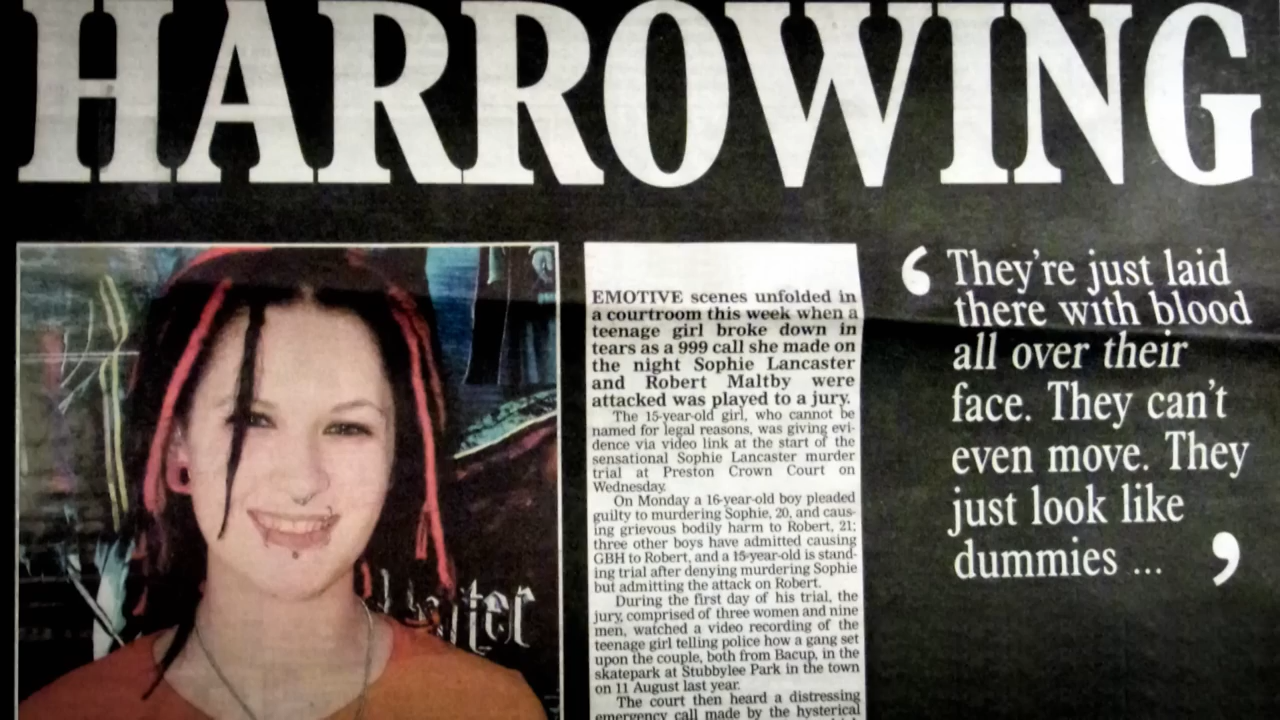 HARROWING
EMOTIVE scenes unfolded in
a courtroom this week when a
teenage girl broke down in
tears as a 999 call she made on
the night Sophie Lancaster
and Robert Maltby were
attacked was played to a jury.
The 15-year-old girl, who cannot be
named for legal reasons, was giving evi-
dence via video link at the start of the
sensational Sophie Lancaster murder
trial at Preston Crown Court on
Wednesday.
On Monday a 16-year-old boy pleaded
guilty to murdering Sophie, 20, and caus-
ing grievous bodily harm to Robert, 21;
three other boys have admitted causing
GBH to Robert, and a 15-year-old is stand-
ing trial after denying murdering Sophie
but admitting the attack on Robert.
During the first day of his trial, the
jury, comprised of three women and nine
men, watched a video recording of the
teenage girl telling police how a gang set
upon the couple, both from Bacup, in the
skatepark at Stubbylee Park in the town
on 11 August last year.
The court then heard a distressing
emergency call made by the hysterical
‘They're just laid
there with blood
all over their
face. They can't
even move. They
just look like
dummies ... ’